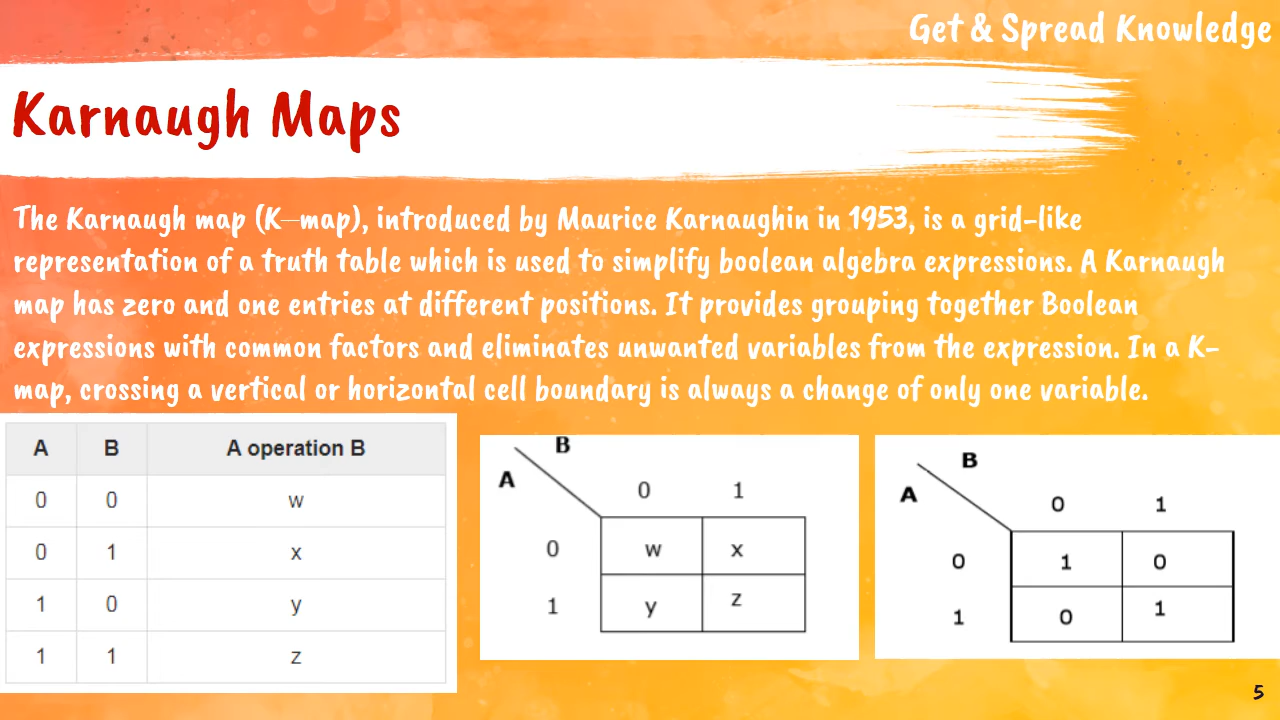 Get & Spread Knowledge
Karnaugh Maps
The Karnaugh map (K–map), introduced by Maurice Karnaughin in 1953, is a grid-like
representation of a truth table which is used to simplify boolean algebra expressions. A Karnaugh
map has zero and one entries at different positions. It provides grouping together Boolean
expressions with common factors and eliminates unwanted variables from the expression. In a K-
map, crossing a vertical or horizontal cell boundary is always a change of only one variable.
A B A operation B
0 0 w
0 1 x
1 0 y
1 1 z
B
A
0 1
0 w x
1 y z
B
A
0 1
0 1 0
1 0 1
5